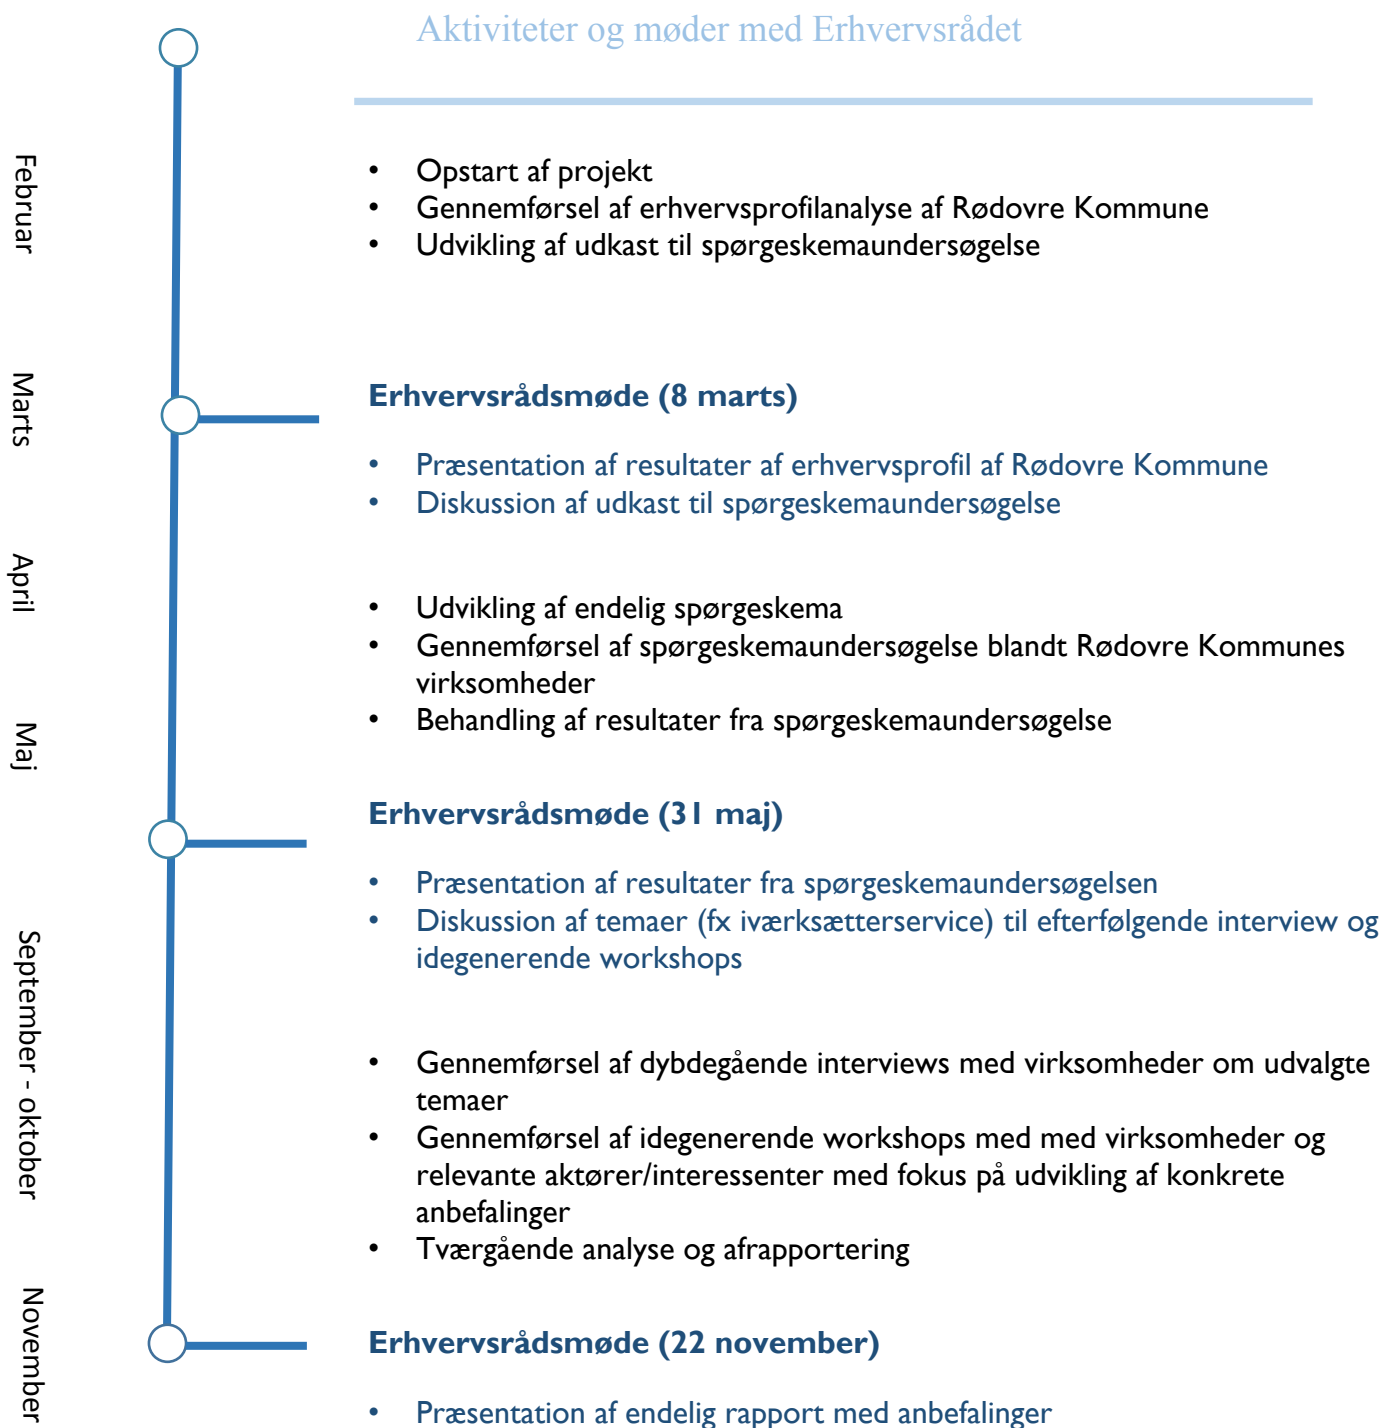 Aktiviteter og møder med Erhvervsrådet
Februar
• Opstart af projekt
• Gennemførsel af erhvervsprofilanalyse af Rødovre Kommune
• Udvikling af udkast til spørgeskemaundersøgelse
Marts
Erhvervsrådsmøde (8 marts)
• Præsentation af resultater af erhvervsprofil af Rødovre Kommune
• Diskussion af udkast til spørgeskemaundersøgelse
April
• Udvikling af endelig spørgeskema
• Gennemførsel af spørgeskemaundersøgelse blandt Rødovre Kommunes
virksomheder
• Behandling af resultater fra spørgeskemaundersøgelse
Maj
Erhvervsrådsmøde (31 maj)
• Præsentation af resultater fra spørgeskemaundersøgelsen
• Diskussion af temaer (fx iværksætterservice) til efterfølgende interview og
idegenerende workshops
September - oktober
• Gennemførsel af dybdegående interviews med virksomheder om udvalgte
temaer
• Gennemførsel af idegenerende workshops med med virksomheder og
relevante aktører/interessenter med fokus på udvikling af konkrete
anbefalinger
• Tværgående analyse og afrapportering
November
Erhvervsrådsmøde (22 november)
• Præsentation af endelig rapport med anbefalinger